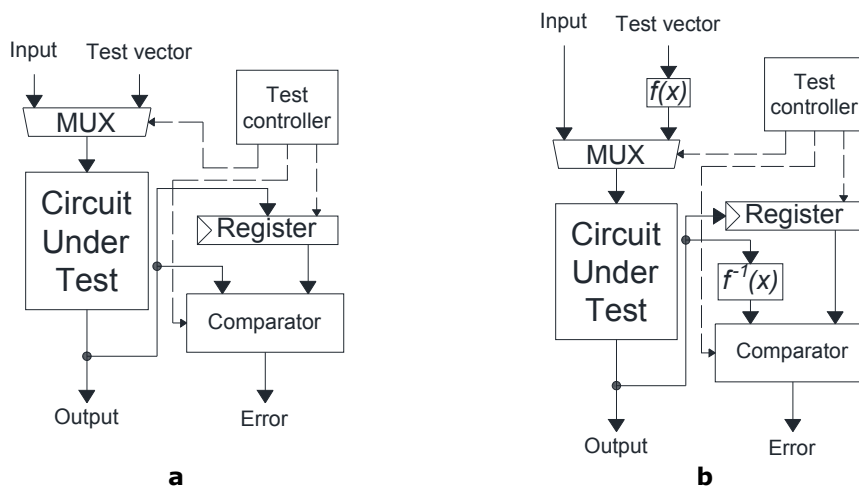 Input
Test vector
Test
controller
MUX
Circuit
Under
Test
Register
Comparator
Output
Error
a
Input
Test vector
f(x)
Test
controller
MUX
Circuit
Under
Test
Register
f⁻¹(x)
Comparator
Output
Error
b